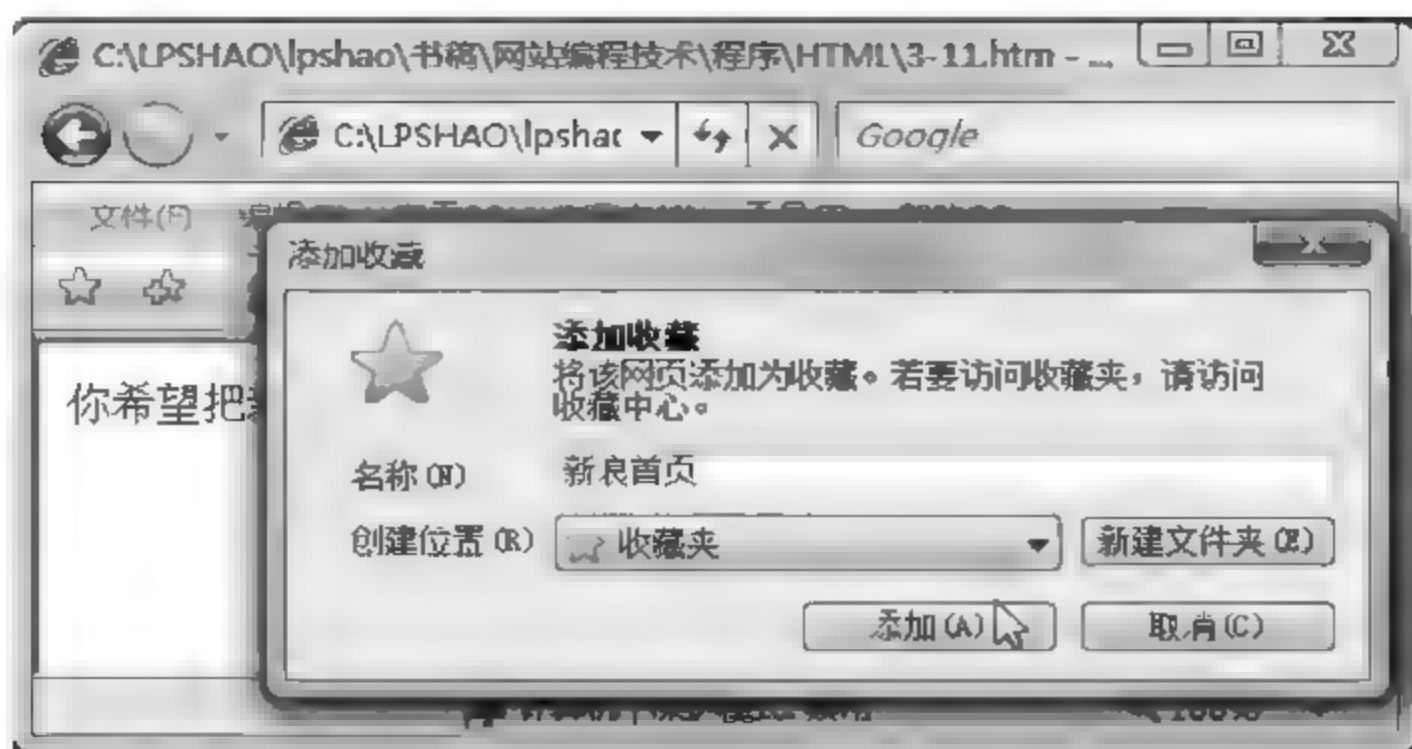 C:\LPSHAO\lpshao\书稿\网站编程技术\程序\HTML\3-11.htm - ...
C:\LPSHAO\lpshac
Google
文件(F)
添加收藏
添加收藏
将该网页添加为收藏。若要访问收藏夹，请访问
收藏中心。
你希望把
名称(N) 新浪首页
创建位置(R) 收藏夹 新建文件夹(E)
添加(A) 取消(C)
100%